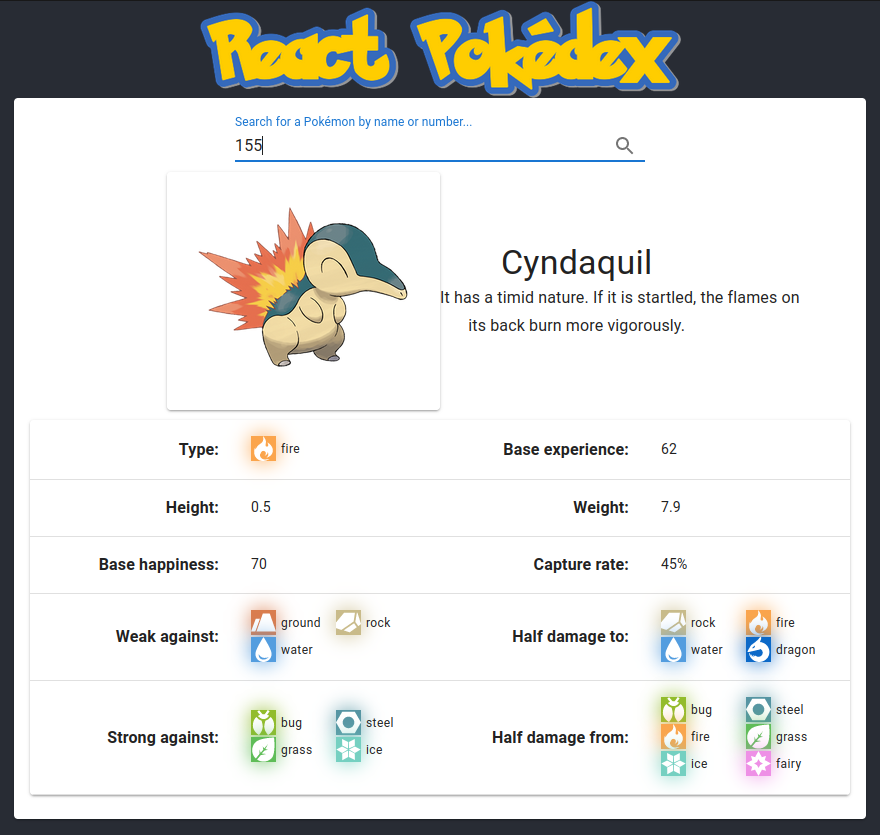 React Pokédex
Search for a Pokémon by name or number...
155
Cyndaquil
It has a timid nature. If it is startled, the flames on
its back burn more vigorously.
Type: fire Base experience: 62
Height: 0.5 Weight: 7.9
Base happiness: 70 Capture rate: 45%
Weak against:
ground rock
water
Half damage to:
rock fire
water dragon
Strong against:
bug steel
grass ice
Half damage from:
bug steel
fire grass
ice fairy